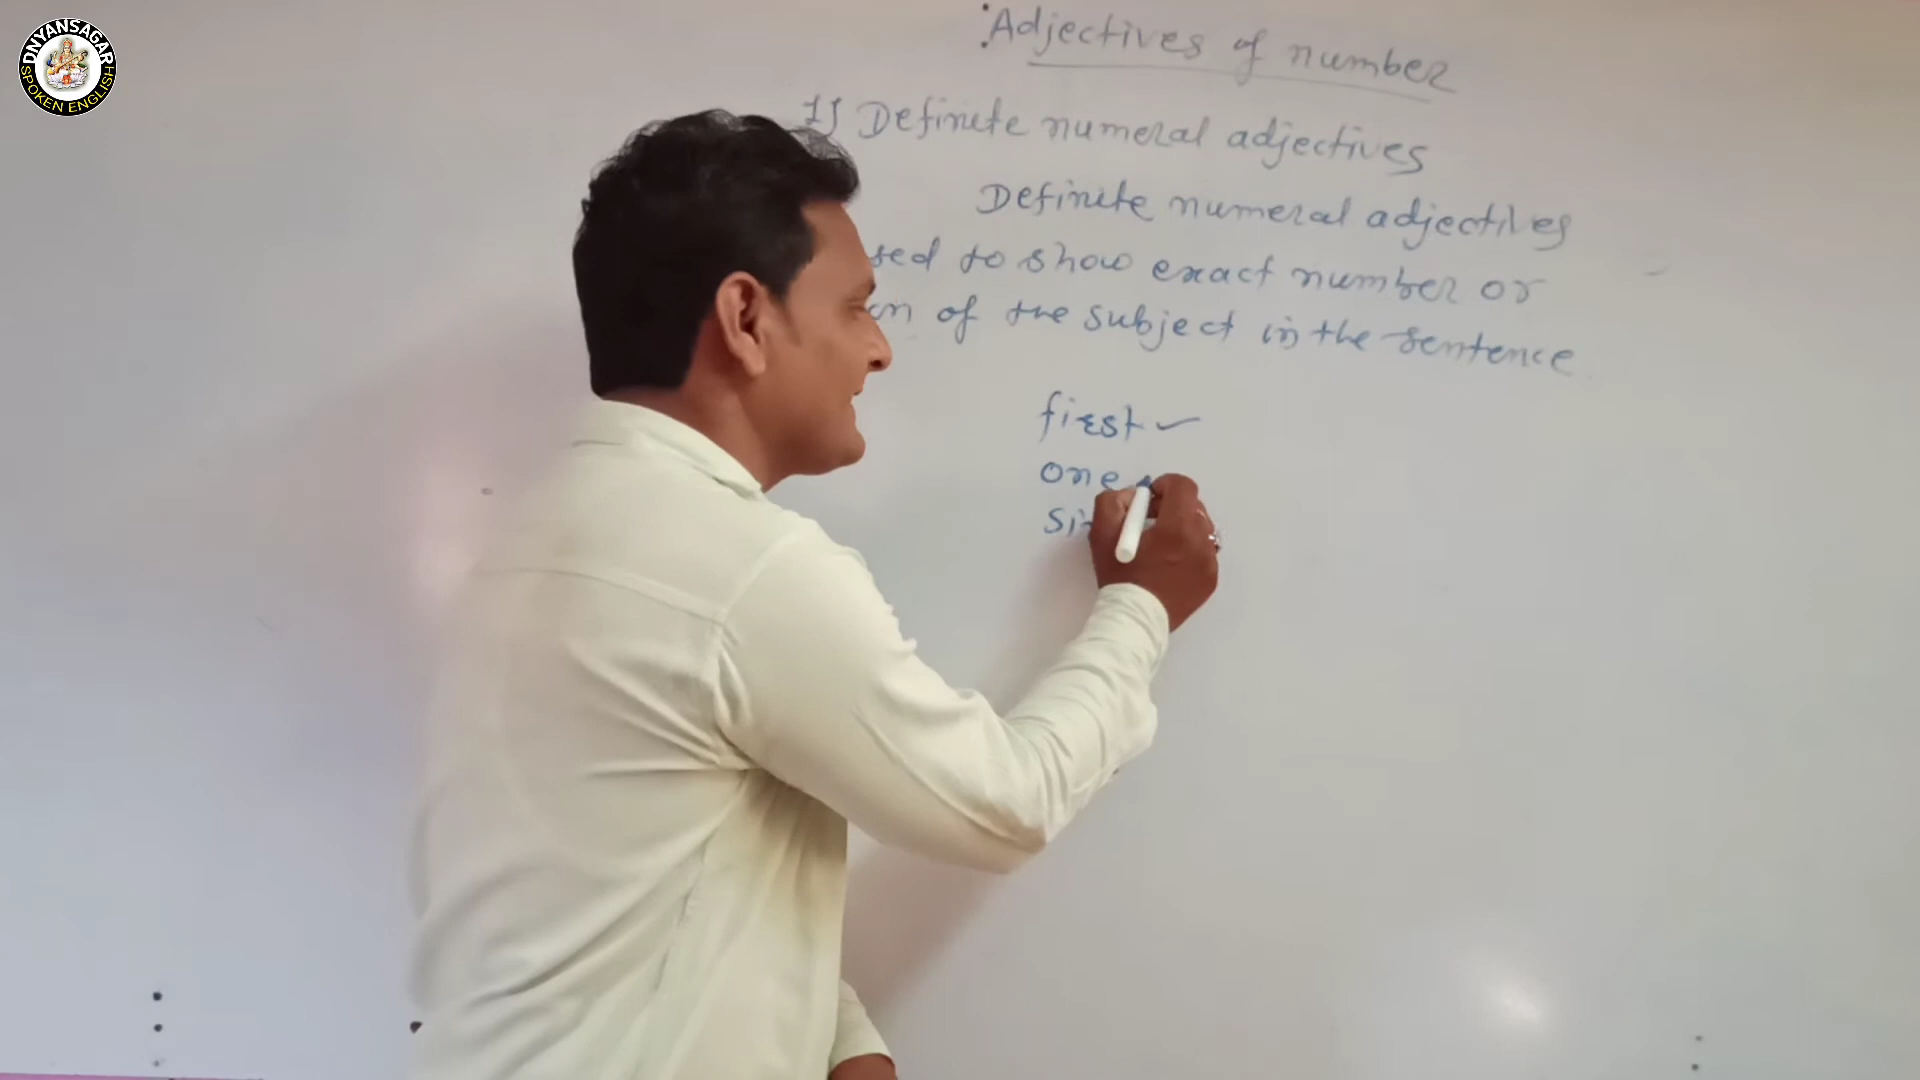 DNYANSAGAR
SPOKEN ENGLISH
Adjectives of number
1) Definite numeral adjectives
Definite numeral adjectives
to show exact number or
of the subject in the sentence
first
one